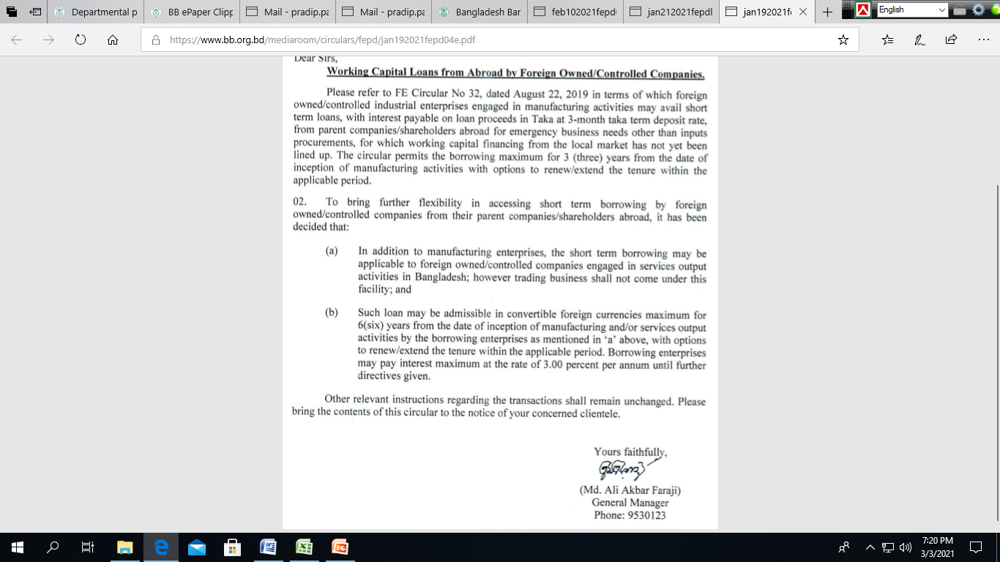 Departmental p
BB ePaper Clipp
Mail - pradip.pa
Mail - pradip.pa
Bangladesh Ban
feb102021fepd
jan212021fepdl
jan192021f
English
https://www.bb.org.bd/mediaroom/circulars/fepd/jan192021fepd04e.pdf
Dear Sirs,
Working Capital Loans from Abroad by Foreign Owned/Controlled Companies.
Please refer to FE Circular No 32, dated August 22, 2019 in terms of which foreign
owned/controlled industrial enterprises engaged in manufacturing activities may avail short
term loans, with interest payable on loan proceeds in Taka at 3-month taka term deposit rate,
from parent companies/shareholders abroad for emergency business needs other than inputs
procurements, for which working capital financing from the local market has not yet been
lined up. The circular permits the borrowing maximum for 3 (three) years from the date of
inception of manufacturing activities with options to renew/extend the tenure within the
applicable period.
02. To bring further flexibility in accessing short term borrowing by foreign
owned/controlled companies from their parent companies/shareholders abroad, it has been
decided that:
(a) In addition to manufacturing enterprises, the short term borrowing may be
applicable to foreign owned/controlled companies engaged in services output
activities in Bangladesh; however trading business shall not come under this
facility; and
(b) Such loan may be admissible in convertible foreign currencies maximum for
6(six) years from the date of inception of manufacturing and/or services output
activities by the borrowing enterprises as mentioned in ‘a’ above, with options
to renew/extend the tenure within the applicable period. Borrowing enterprises
may pay interest maximum at the rate of 3.00 percent per annum until further
directives given.
Other relevant instructions regarding the transactions shall remain unchanged. Please
bring the contents of this circular to the notice of your concerned clientele.
Yours faithfully,
(Md. Ali Akbar Faraji)
General Manager
Phone: 9530123
7:20 PM
3/3/2021